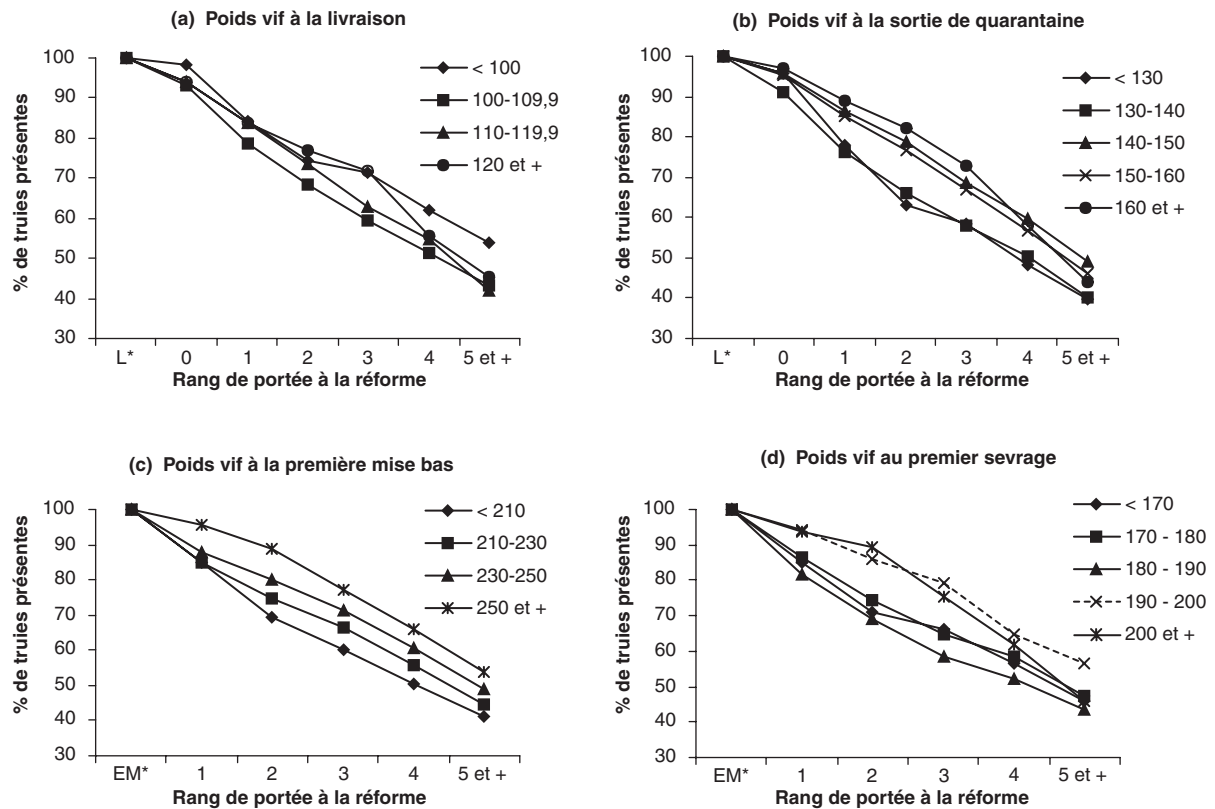 (a) Poids vif à la livraison
% de truies présentes
100
90
80
70
60
50
40
30
L*
0
1
2
3
4
5 et +
Rang de portée à la réforme
< 100
100-109,9
110-119,9
120 et +
(b) Poids vif à la sortie de quarantaine
% de truies présentes
100
90
80
70
60
50
40
30
L*
0
1
2
3
4
5 et +
Rang de portée à la réforme
< 130
130-140
140-150
150-160
160 et +
(c) Poids vif à la première mise bas
% de truies présentes
100
90
80
70
60
50
40
30
EM*
1
2
3
4
5 et +
Rang de portée à la réforme
< 210
210-230
230-250
250 et +
(d) Poids vif au premier sevrage
% de truies présentes
100
90
80
70
60
50
40
30
EM*
1
2
3
4
5 et +
Rang de portée à la réforme
< 170
170 - 180
180 - 190
190 - 200
200 et +